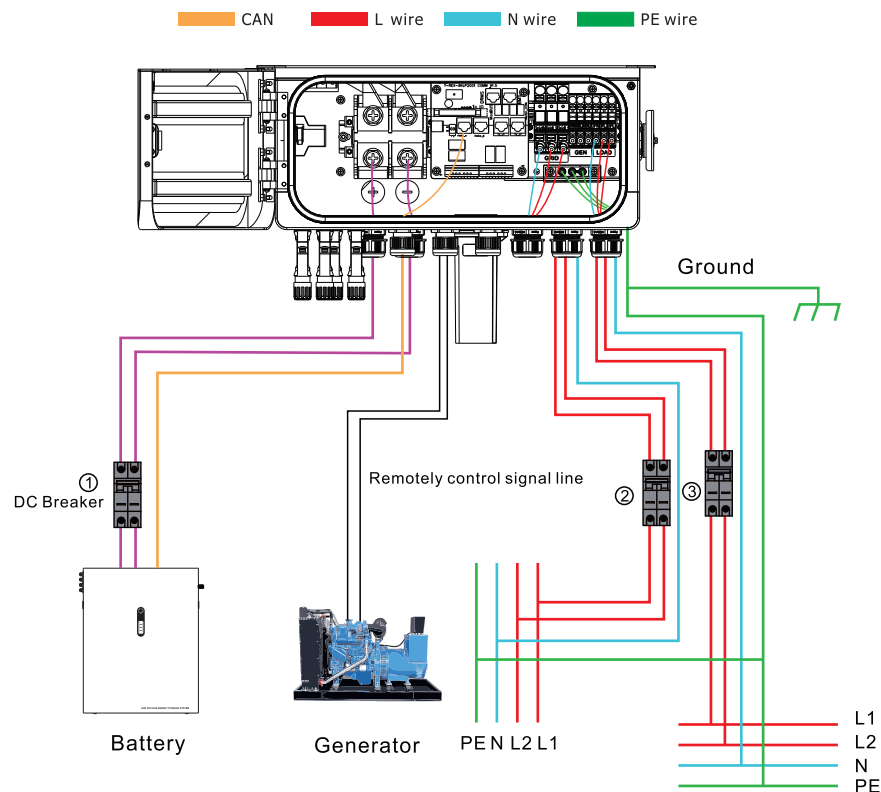 CAN
L wire
N wire
PE wire
GRID
GEN
LOAD
Ground
①
DC Breaker
Remotely control signal line
②
③
Battery
Generator
PE N L2 L1
L1
L2
N
PE